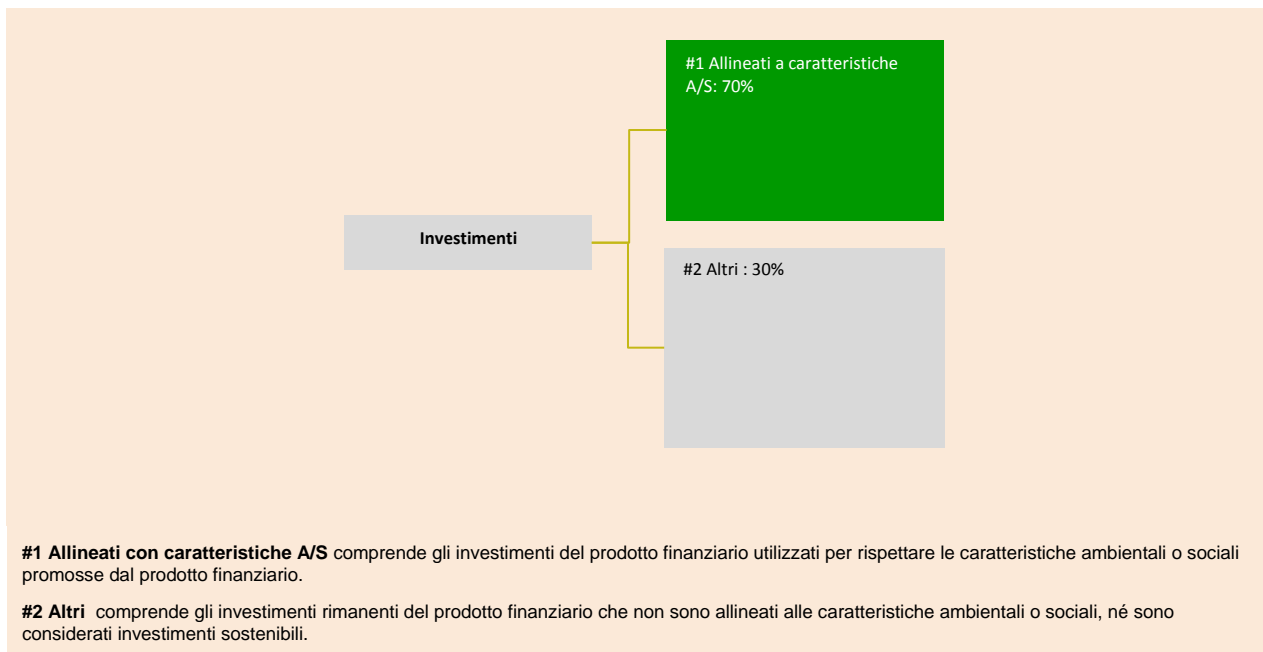 #1 Allineati a caratteristiche
A/S: 70%
Investimenti
#2 Altri : 30%
#1 Allineati con caratteristiche A/S comprende gli investimenti del prodotto finanziario utilizzati per rispettare le caratteristiche ambientali o sociali
promosse dal prodotto finanziario.
#2 Altri comprende gli investimenti rimanenti del prodotto finanziario che non sono allineati alle caratteristiche ambientali o sociali, né sono
considerati investimenti sostenibili.